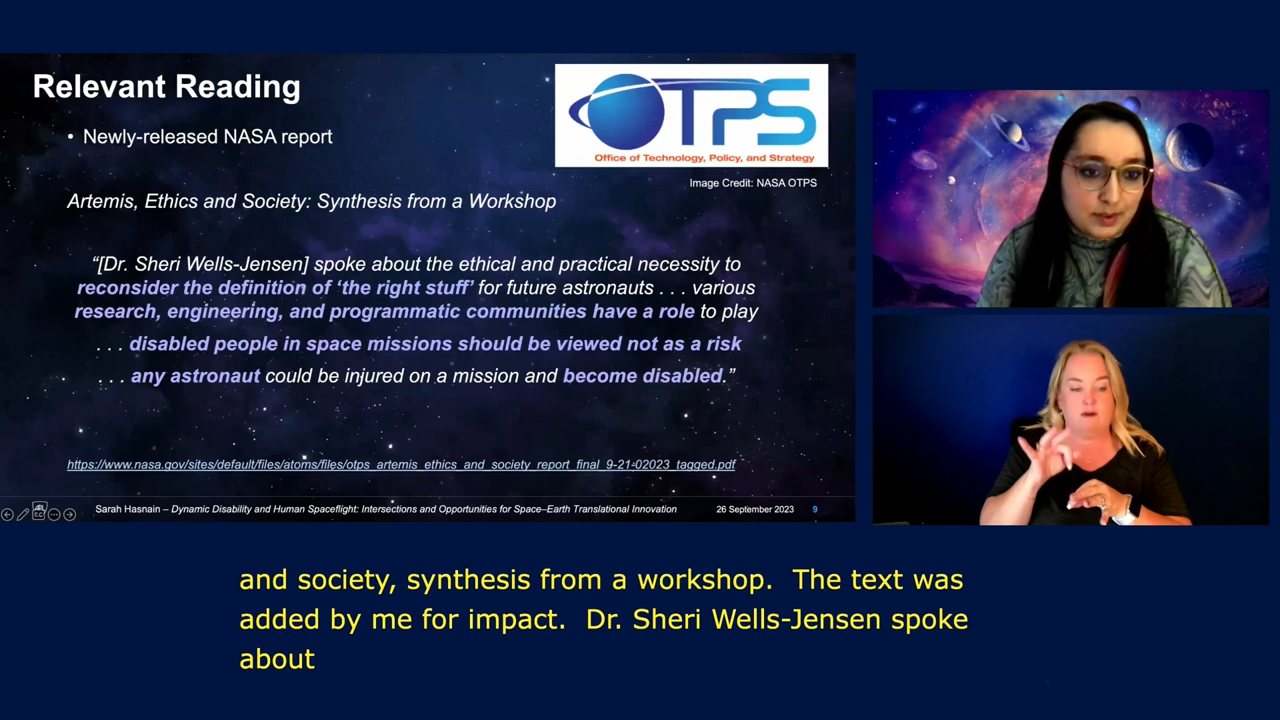 Relevant Reading
• Newly-released NASA report
OTPS
Office of Technology, Policy, and Strategy
Image Credit: NASA OTPS
Artemis, Ethics and Society: Synthesis from a Workshop
“[Dr. Sheri Wells-Jensen] spoke about the ethical and practical necessity to
reconsider the definition of ‘the right stuff’ for future astronauts . . . various
research, engineering, and programmatic communities have a role to play
. . . disabled people in space missions should be viewed not as a risk
. . . any astronaut could be injured on a mission and become disabled.”
https://www.nasa.gov/sites/default/files/atoms/files/otps_artemis_ethics_and_society_report_final_9-21-02023_tagged.pdf
Sarah Hasnain – Dynamic Disability and Human Spaceflight: Intersections and Opportunities for Space–Earth Translational Innovation
26 September 2023
9
and society, synthesis from a workshop.  The text was
added by me for impact.  Dr. Sheri Wells-Jensen spoke
about